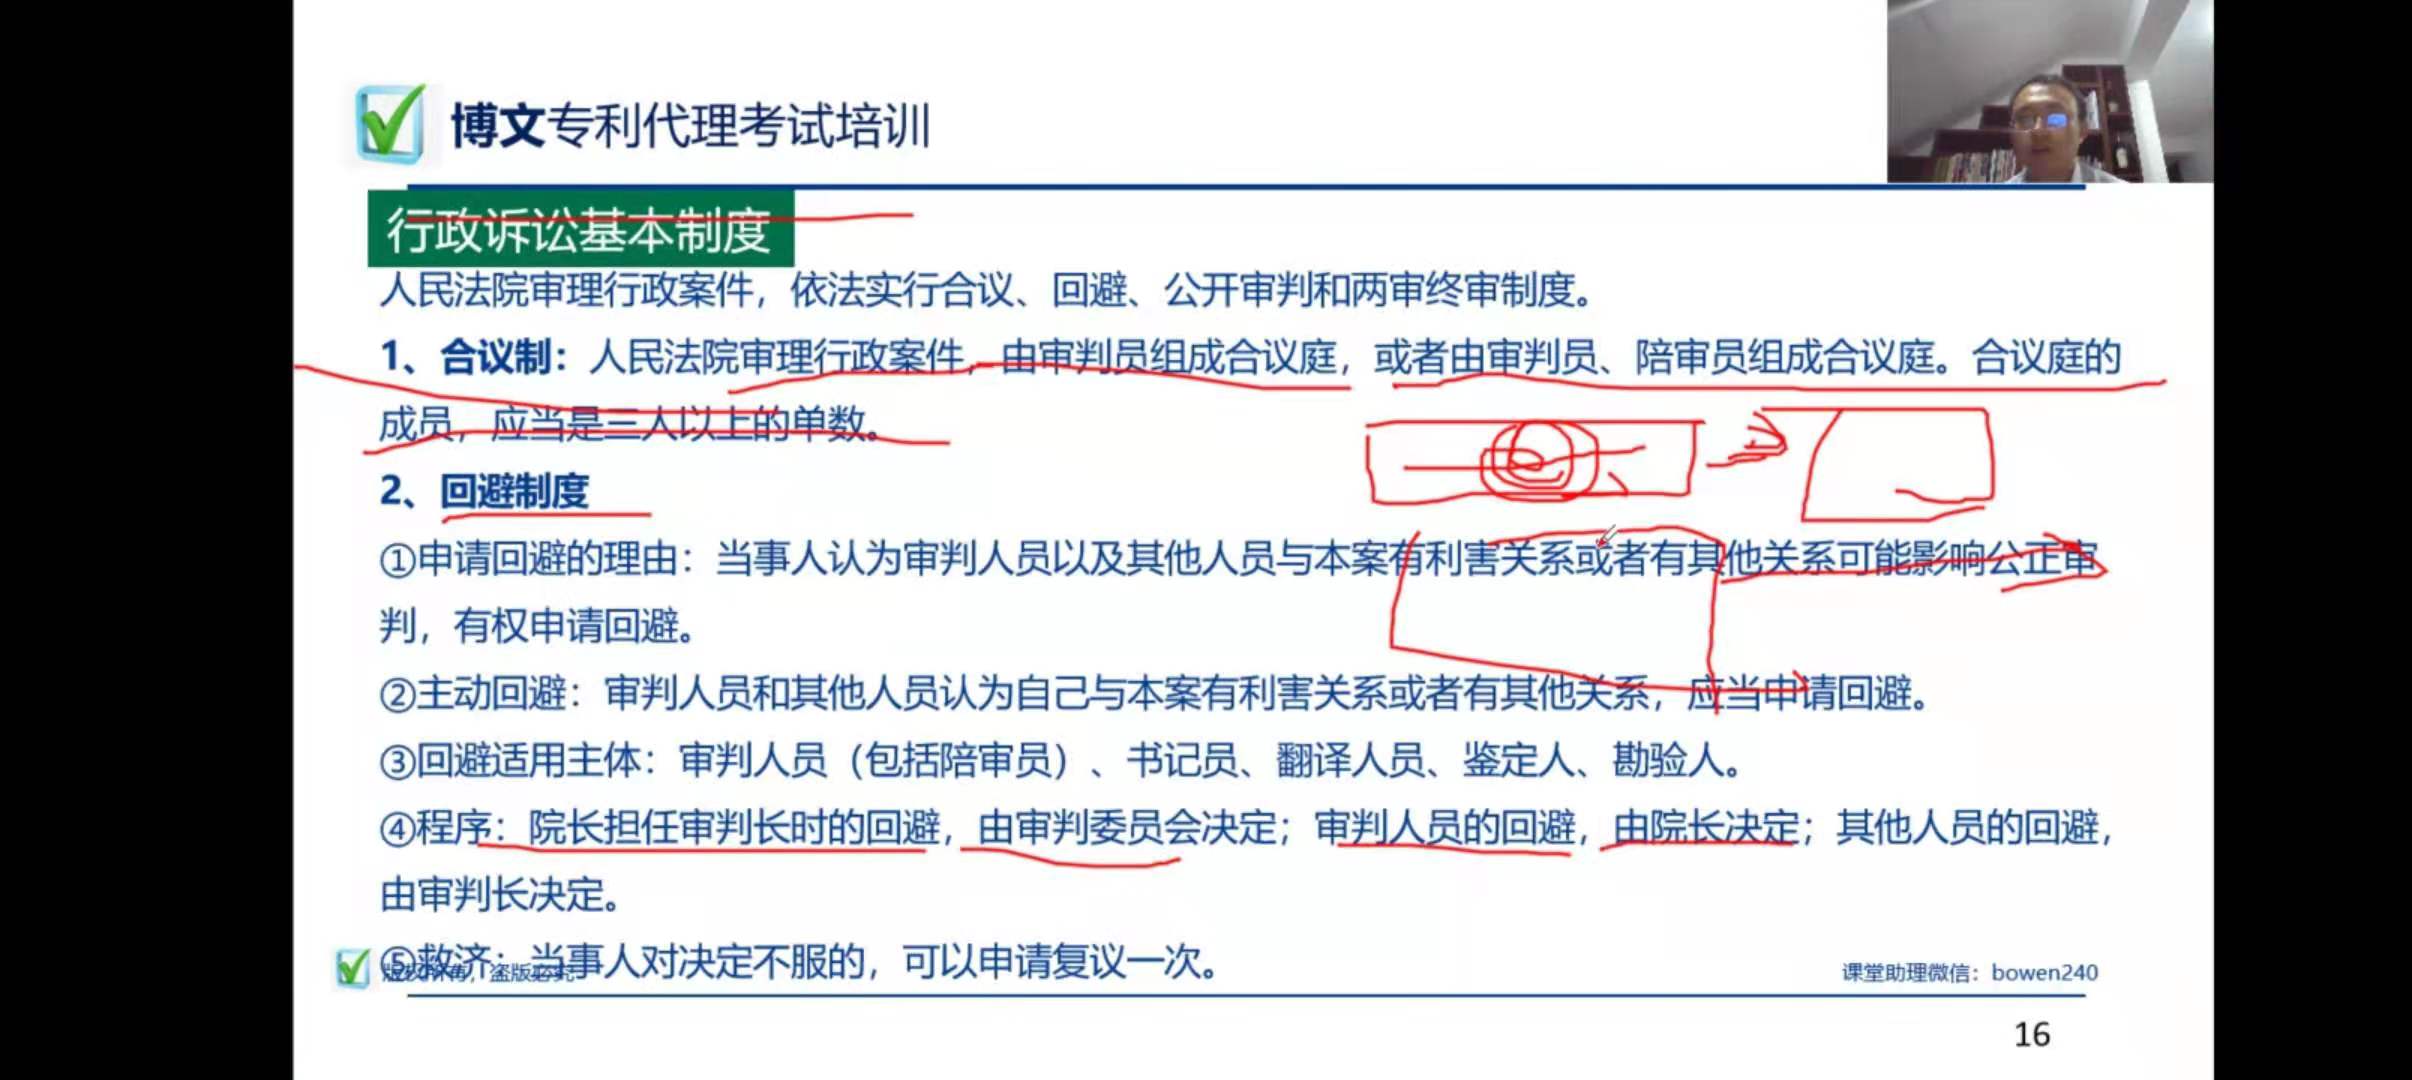 博文专利代理考试培训
行政诉讼基本制度
人民法院审理行政案件，依法实行合议、回避、公开审判和两审终审制度。
1、合议制：人民法院审理行政案件，由审判员组成合议庭，或者由审判员、陪审员组成合议庭。合议庭的
成员，应当是三人以上的单数。
2、回避制度
①申请回避的理由：当事人认为审判人员以及其他人员与本案有利害关系或者有其他关系可能影响公正审
判，有权申请回避。
②主动回避：审判人员和其他人员认为自己与本案有利害关系或者有其他关系，应当申请回避。
③回避适用主体：审判人员（包括陪审员）、书记员、翻译人员、鉴定人、勘验人。
④程序：院长担任审判长时的回避，由审判委员会决定；审判人员的回避，由院长决定；其他人员的回避，
由审判长决定。
⑤救济：当事人对决定不服的，可以申请复议一次。
版权所有，盗版必究
课堂助理微信：bowen240
16